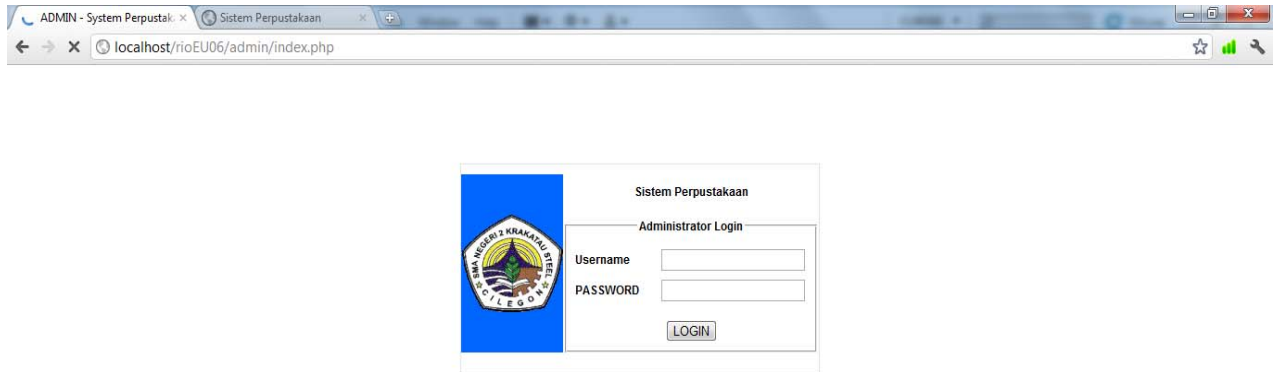 ADMIN - System Perpustak
Sistem Perpustakaan
localhost/rioEU06/admin/index.php
Sistem Perpustakaan
Administrator Login
Username
PASSWORD
LOGIN
SMA NEGERI 2 KRAKATAU STEEL
CILEGON